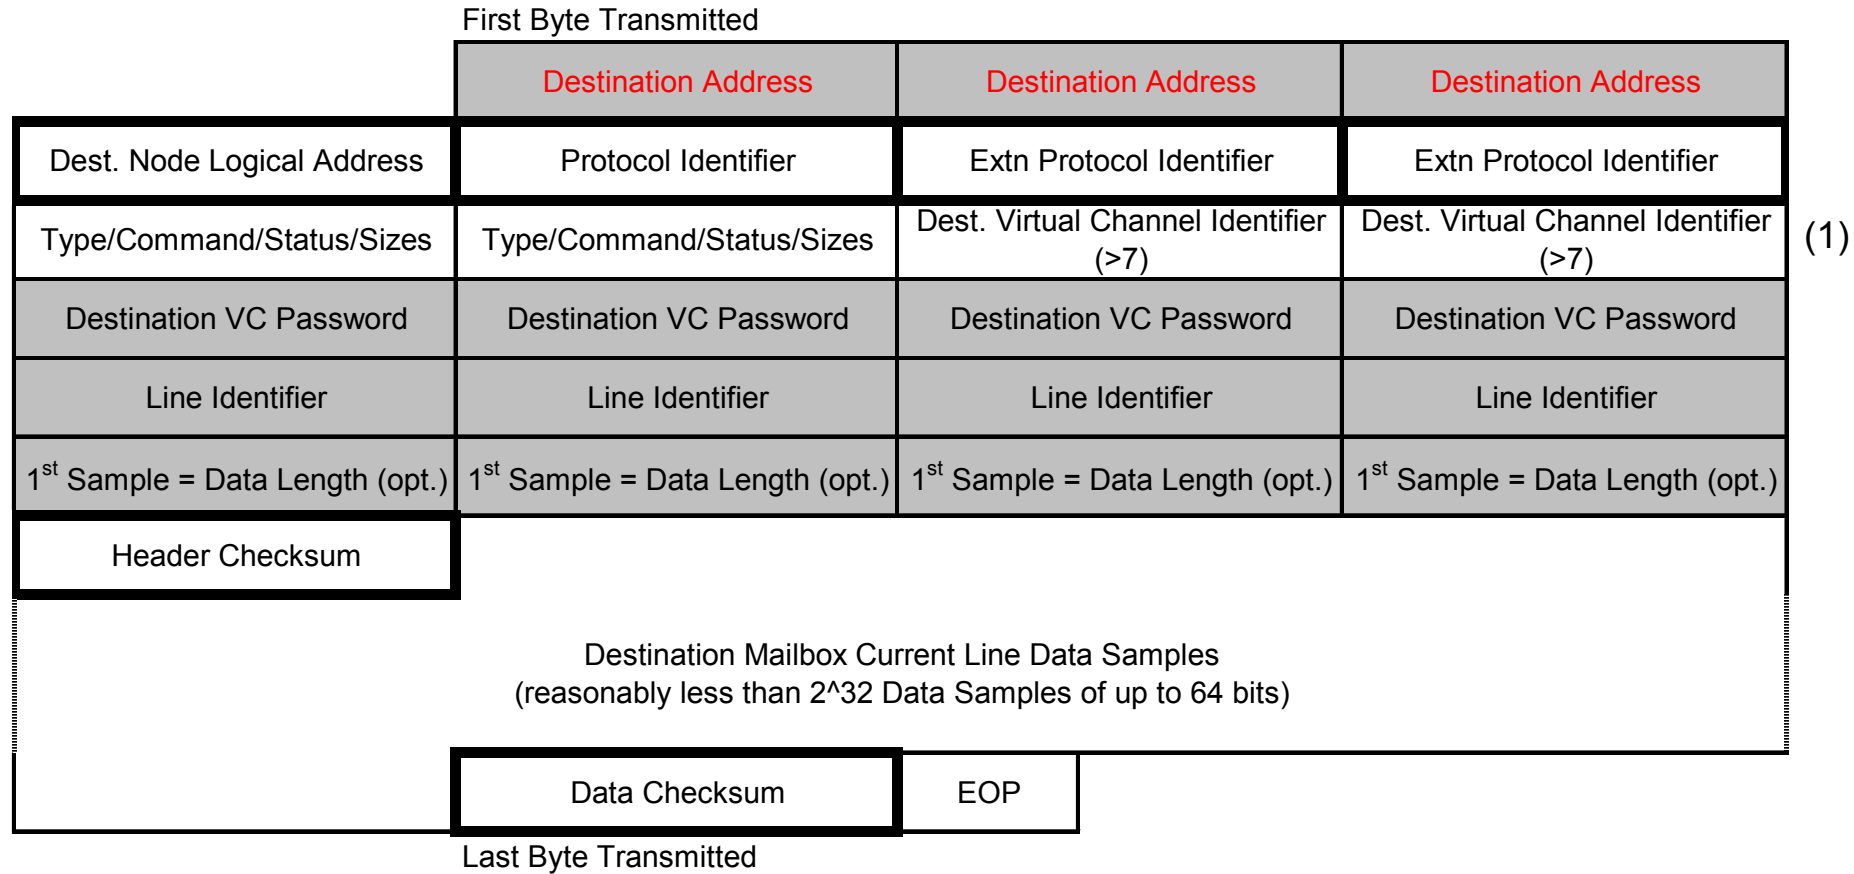 First Byte Transmitted
Destination Address Destination Address Destination Address
Dest. Node Logical Address Protocol Identifier Extn Protocol Identifier Extn Protocol Identifier
Type/Command/Status/Sizes Type/Command/Status/Sizes Dest. Virtual Channel Identifier (>7) Dest. Virtual Channel Identifier (>7) (1)
Destination VC Password Destination VC Password Destination VC Password Destination VC Password
Line Identifier Line Identifier Line Identifier Line Identifier
1st Sample = Data Length (opt.) 1st Sample = Data Length (opt.) 1st Sample = Data Length (opt.) 1st Sample = Data Length (opt.)
Header Checksum
Destination Mailbox Current Line Data Samples
(reasonably less than 2^32 Data Samples of up to 64 bits)
Data Checksum EOP
Last Byte Transmitted